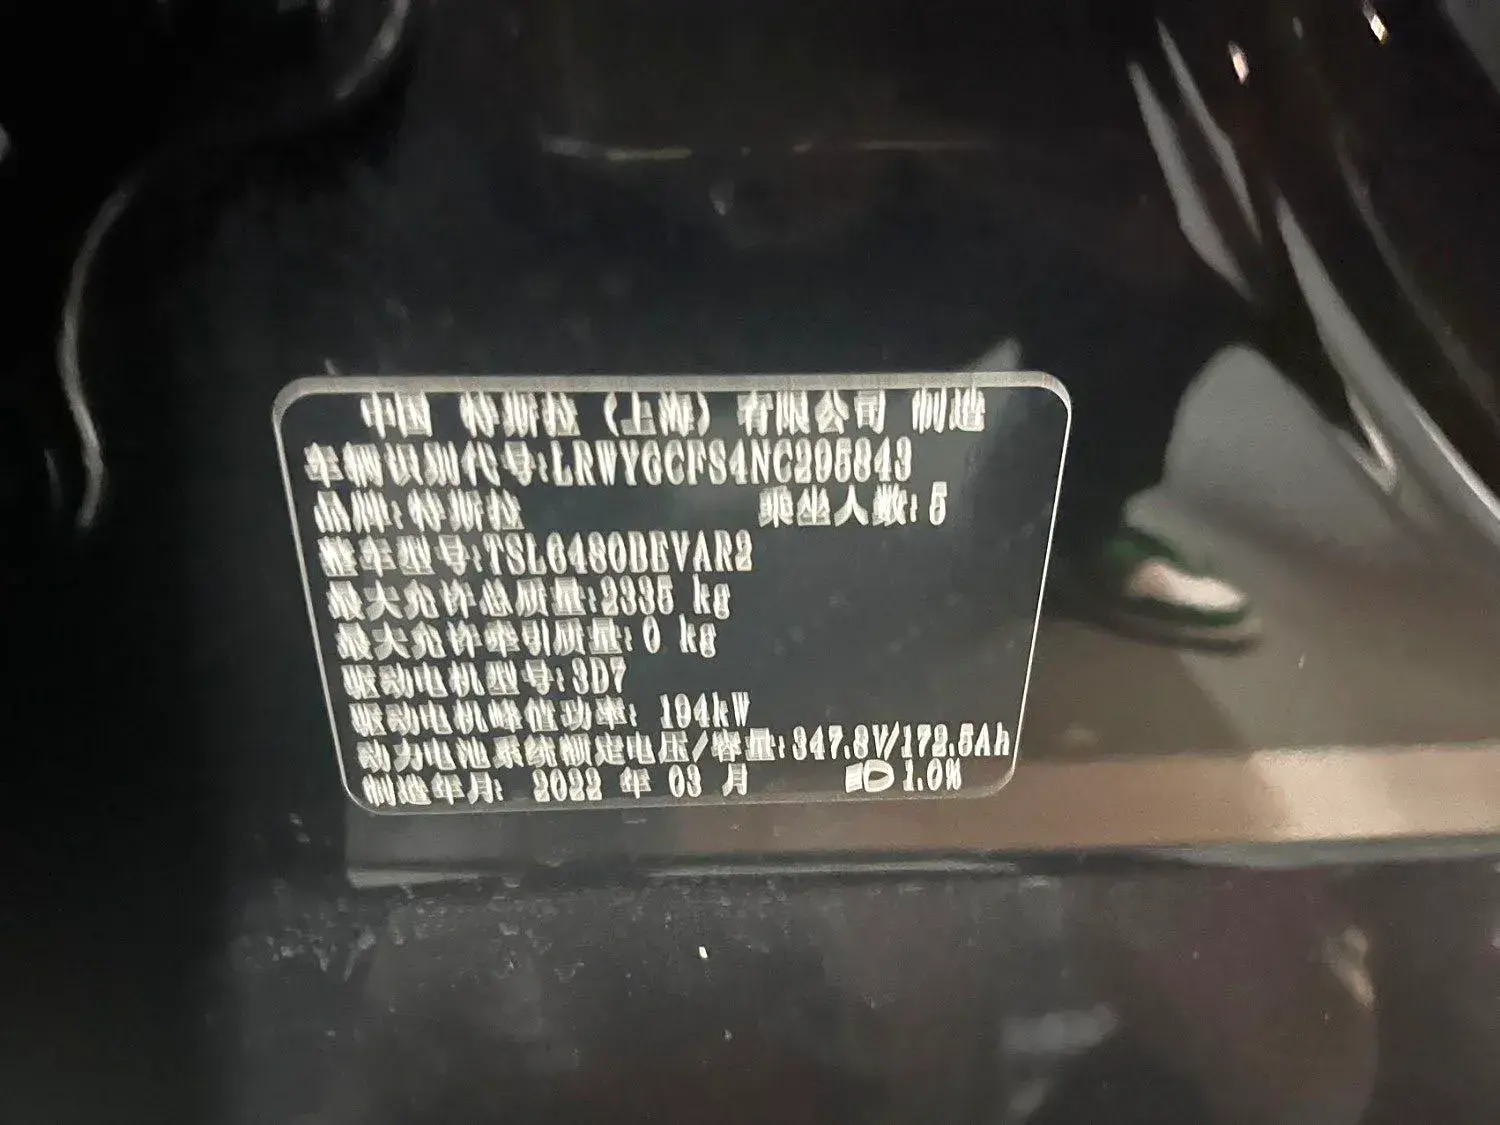 中国 特斯拉（上海）有限公司 制造
车辆识别代号:LRWYGCFS4NC295843
品牌:特斯拉 乘坐人数:5
整车型号:TSL6480BEVAR2
最大允许总质量:2335 kg
最大允许牵引质量:0 kg
驱动电机型号:3D7
驱动电机峰值功率: 194kW
动力电池系统额定电压/容量:347.8V/172.5Ah
制造年月: 2022 年 03 月 1.0%